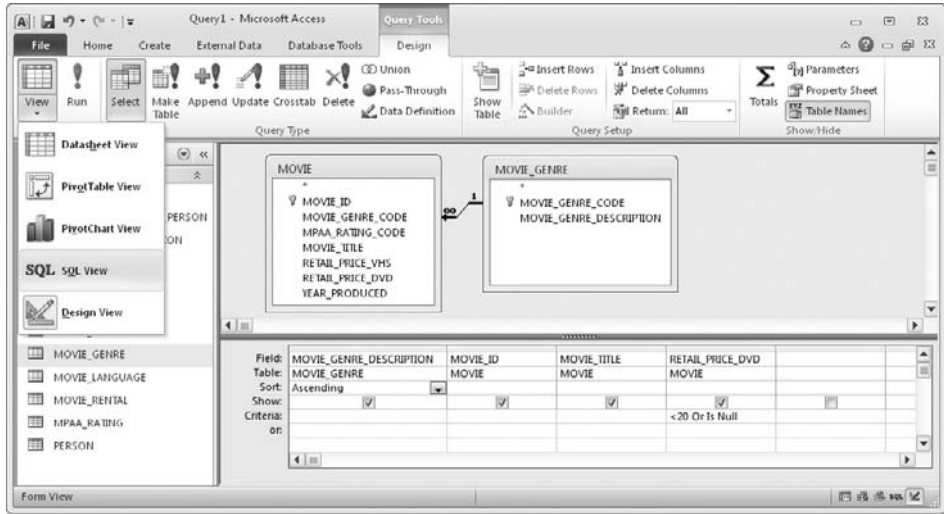 Query1 - Microsoft Access
Query Tools
File Home Create External Data Database Tools Design
View
Run
Select
Make Table
Append
Update
Crosstab
Delete
Union
Pass-Through
Data Definition
Query Type
Show Table
Insert Rows
Delete Rows
Builder
Insert Columns
Delete Columns
Return: All
Query Setup
Totals
Parameters
Property Sheet
Table Names
Show/Hide
Datasheet View
PivotTable View
PivotChart View
SQL SQL View
Design View
PERSON
ION
MOVIE_GENRE
MOVIE_LANGUAGE
MOVIE_RENTAL
MPAA_RATING
PERSON
MOVIE
*
MOVIE_ID
MOVIE_GENRE_CODE
MPAA_RATING_CODE
MOVIE_TITLE
RETAIL_PRICE_VHS
RETAIL_PRICE_DVD
YEAR_PRODUCED
∞ 1
MOVIE_GENRE
*
MOVIE_GENRE_CODE
MOVIE_GENRE_DESCRIPTION
Field: MOVIE_GENRE_DESCRIPTION MOVIE_ID MOVIE_TITLE RETAIL_PRICE_DVD
Table: MOVIE_GENRE MOVIE MOVIE MOVIE
Sort: Ascending
Show:
Criteria: <20 Or Is Null
or:
Form View
SQL